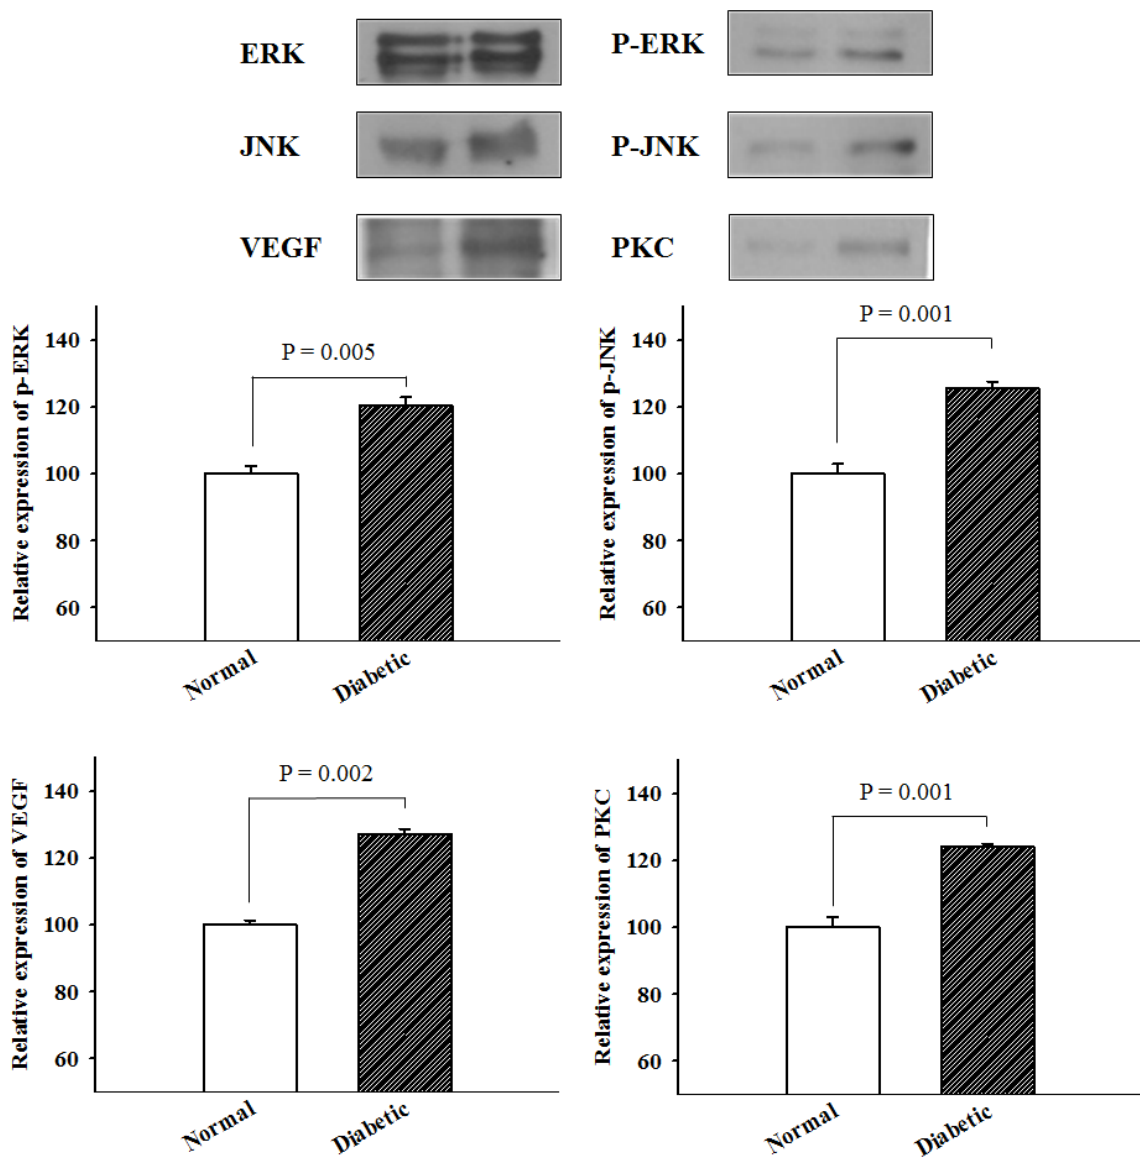 ERK
P-ERK
JNK
P-JNK
VEGF
PKC
Relative expression of p-ERK
140
120
100
80
60
P = 0.005
Normal
Diabetic
Relative expression of p-JNK
140
120
100
80
60
P = 0.001
Normal
Diabetic
Relative expression of VEGF
140
120
100
80
60
P = 0.002
Normal
Diabetic
Relative expression of PKC
140
120
100
80
60
P = 0.001
Normal
Diabetic